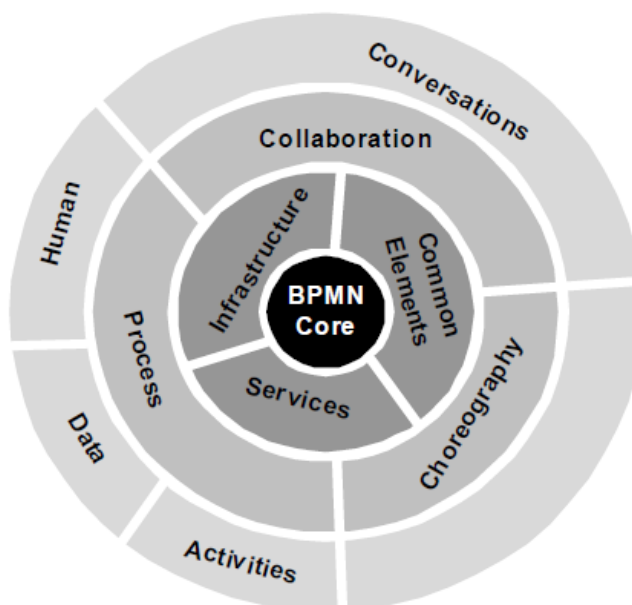 Conversations
Collaboration
Human
Infrastructure
Common
Elements
BPMN
Core
Process
Services
Choreography
Data
Activities